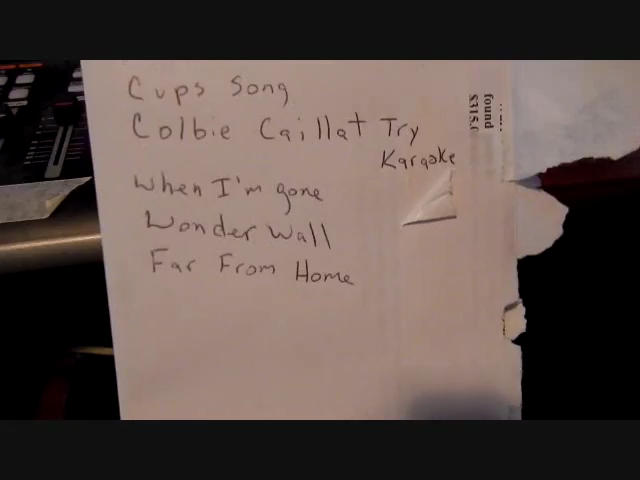 Cups Song
Colbie Caillat Try
Karaoke
When I'm gone
Wonder Wall
Far From Home
found